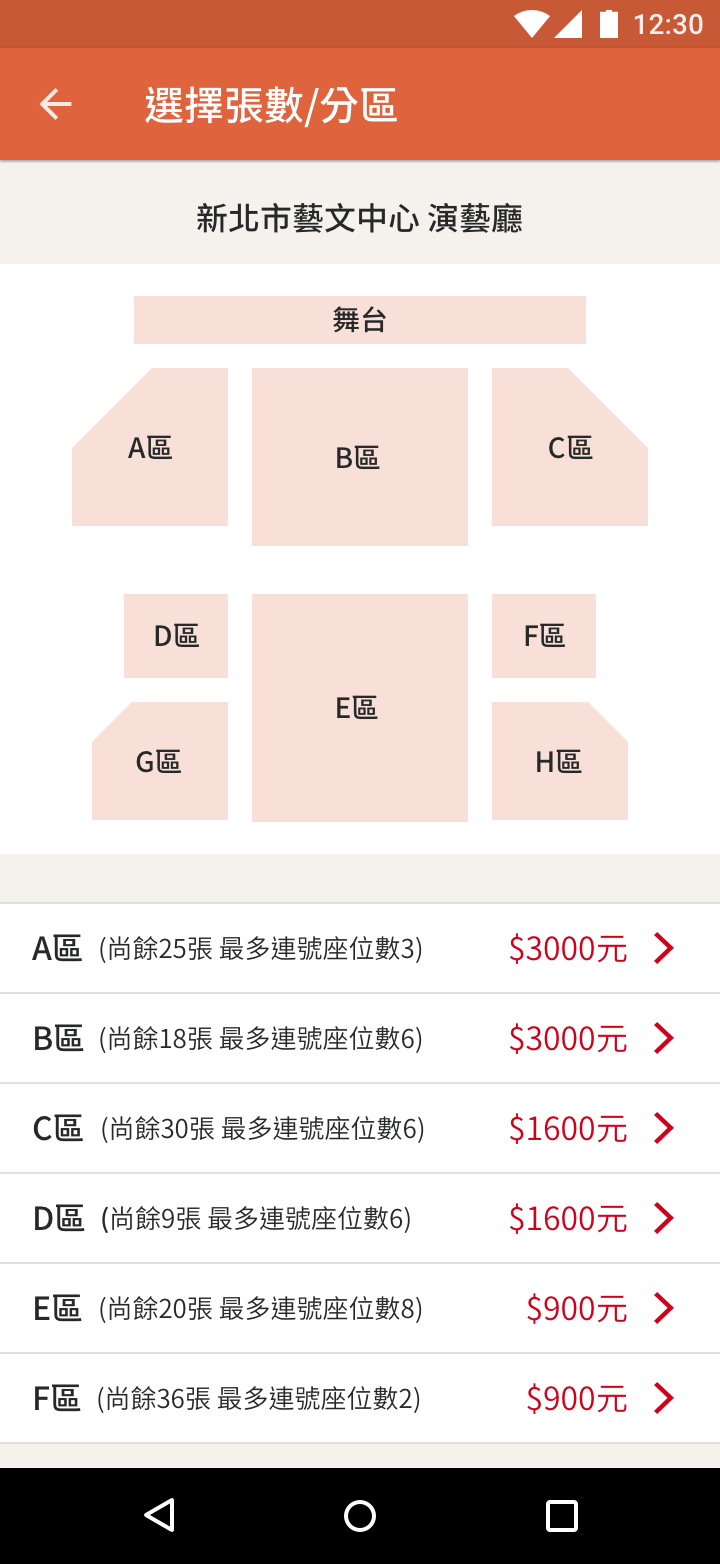 12:30
選擇張數/分區
新北市藝文中心 演藝廳
舞台
A區
B區
C區
D區
E區
F區
G區
H區
A區 (尚餘25張 最多連號座位數3) $3000元
B區 (尚餘18張 最多連號座位數6) $3000元
C區 (尚餘30張 最多連號座位數6) $1600元
D區 (尚餘9張 最多連號座位數6) $1600元
E區 (尚餘20張 最多連號座位數8) $900元
F區 (尚餘36張 最多連號座位數2) $900元